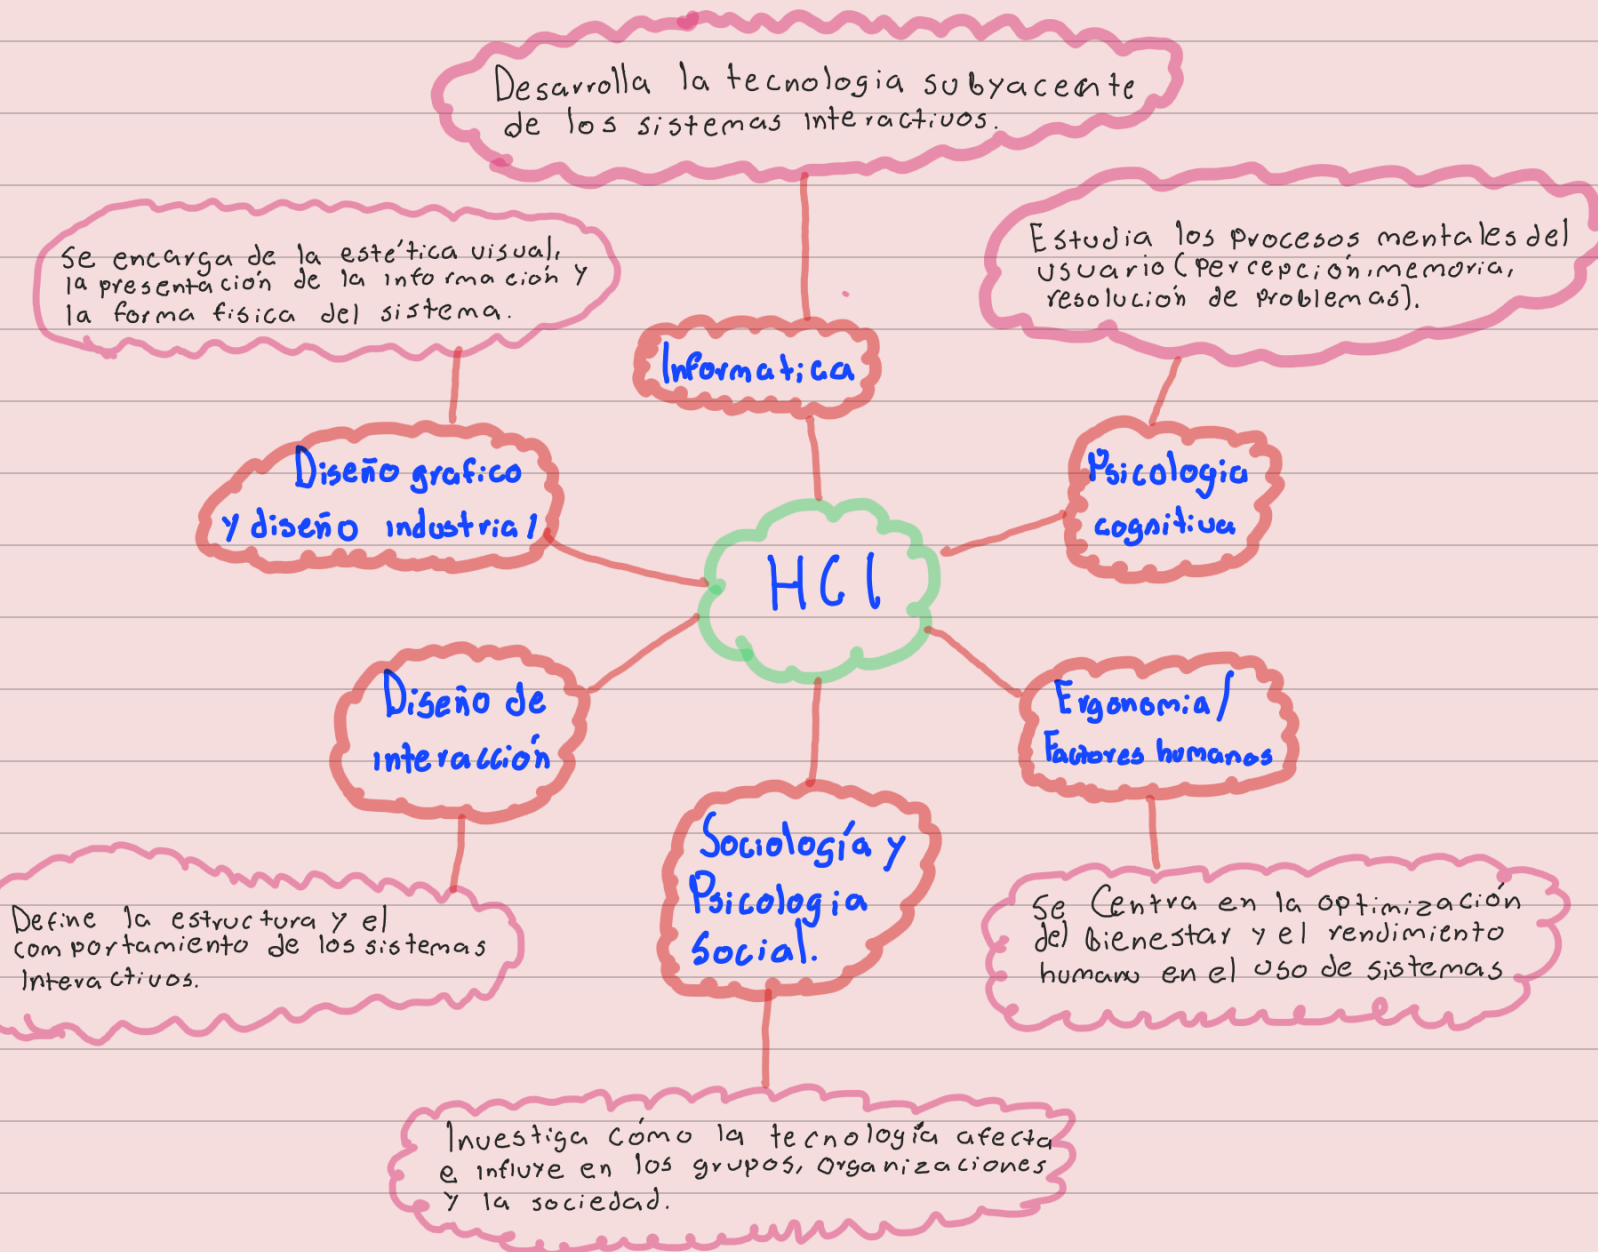 Desarrolla la tecnologia subyacente
de los sistemas interactivos.
Se encarga de la estética visual,
la presentación de la información y
la forma fisica del sistema.
Estudia los procesos mentales del
usuario (percepción, memoria,
resolución de problemas).
Informatica
Diseño grafico
y diseño industrial
Psicologia
cognitiva
HCI
Diseño de
interacción
Ergonomia/
Factores humanos
Sociología y
Psicologia
Social.
Define la estructura y el
comportamiento de los sistemas
Interactivos.
Se Centra en la optimización
del bienestar y el rendimiento
humano en el uso de sistemas
Investiga cómo la tecnología afecta
e influye en los grupos, organizaciones
y la sociedad.